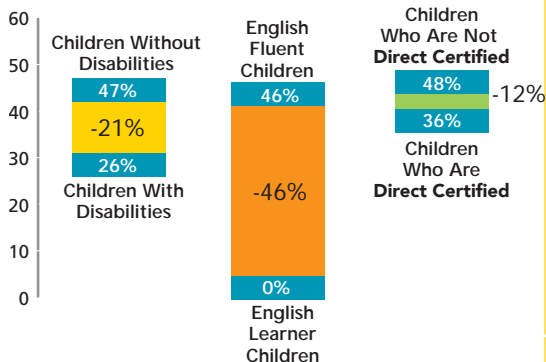 60
50
40
30
20
10
0
Children Without
Disabilities
47%
-21%
26%
Children With
Disabilities
English
Fluent
Children
46%
-46%
0%
English
Learner
Children
Children
Who Are Not
Direct Certified
48%
-12%
36%
Children
Who Are
Direct Certified